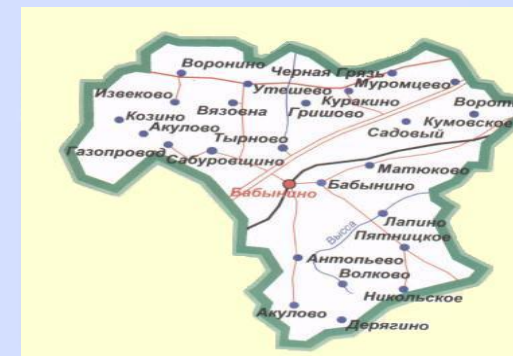 Воронино
Черная Грязь
Муромцево
Утешево
Извеково
Куракино
Ворот
Вязовна
Гришово
Козино
Кумовское
Акулово
Садовый
Тырново
Газопровод
Сабуровщино
Матюково
Бабынино
Бабынино
Лапино
Высса
Пятницкое
Антопьево
Волково
Никольское
Акулово
Дерягино